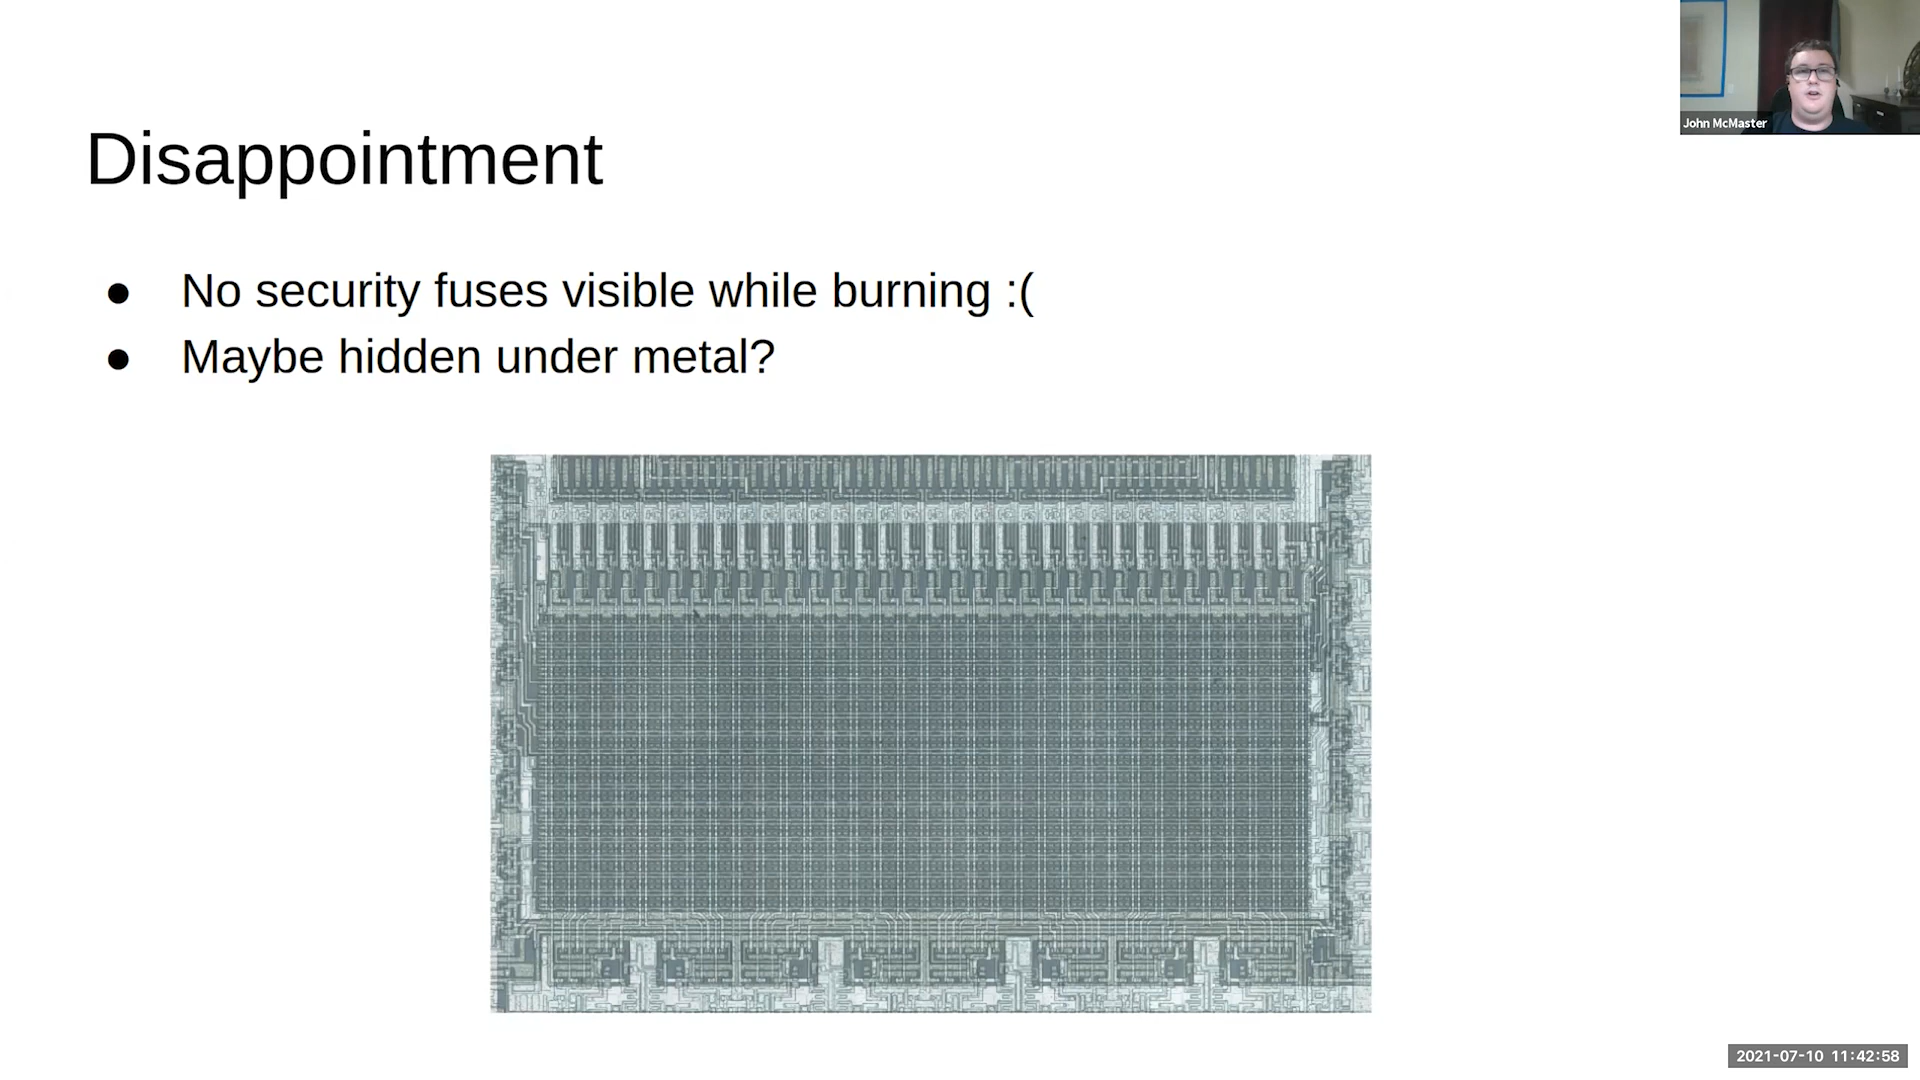 John McMaster
Disappointment
● No security fuses visible while burning :(
● Maybe hidden under metal?
2021-07-10 11:42:58